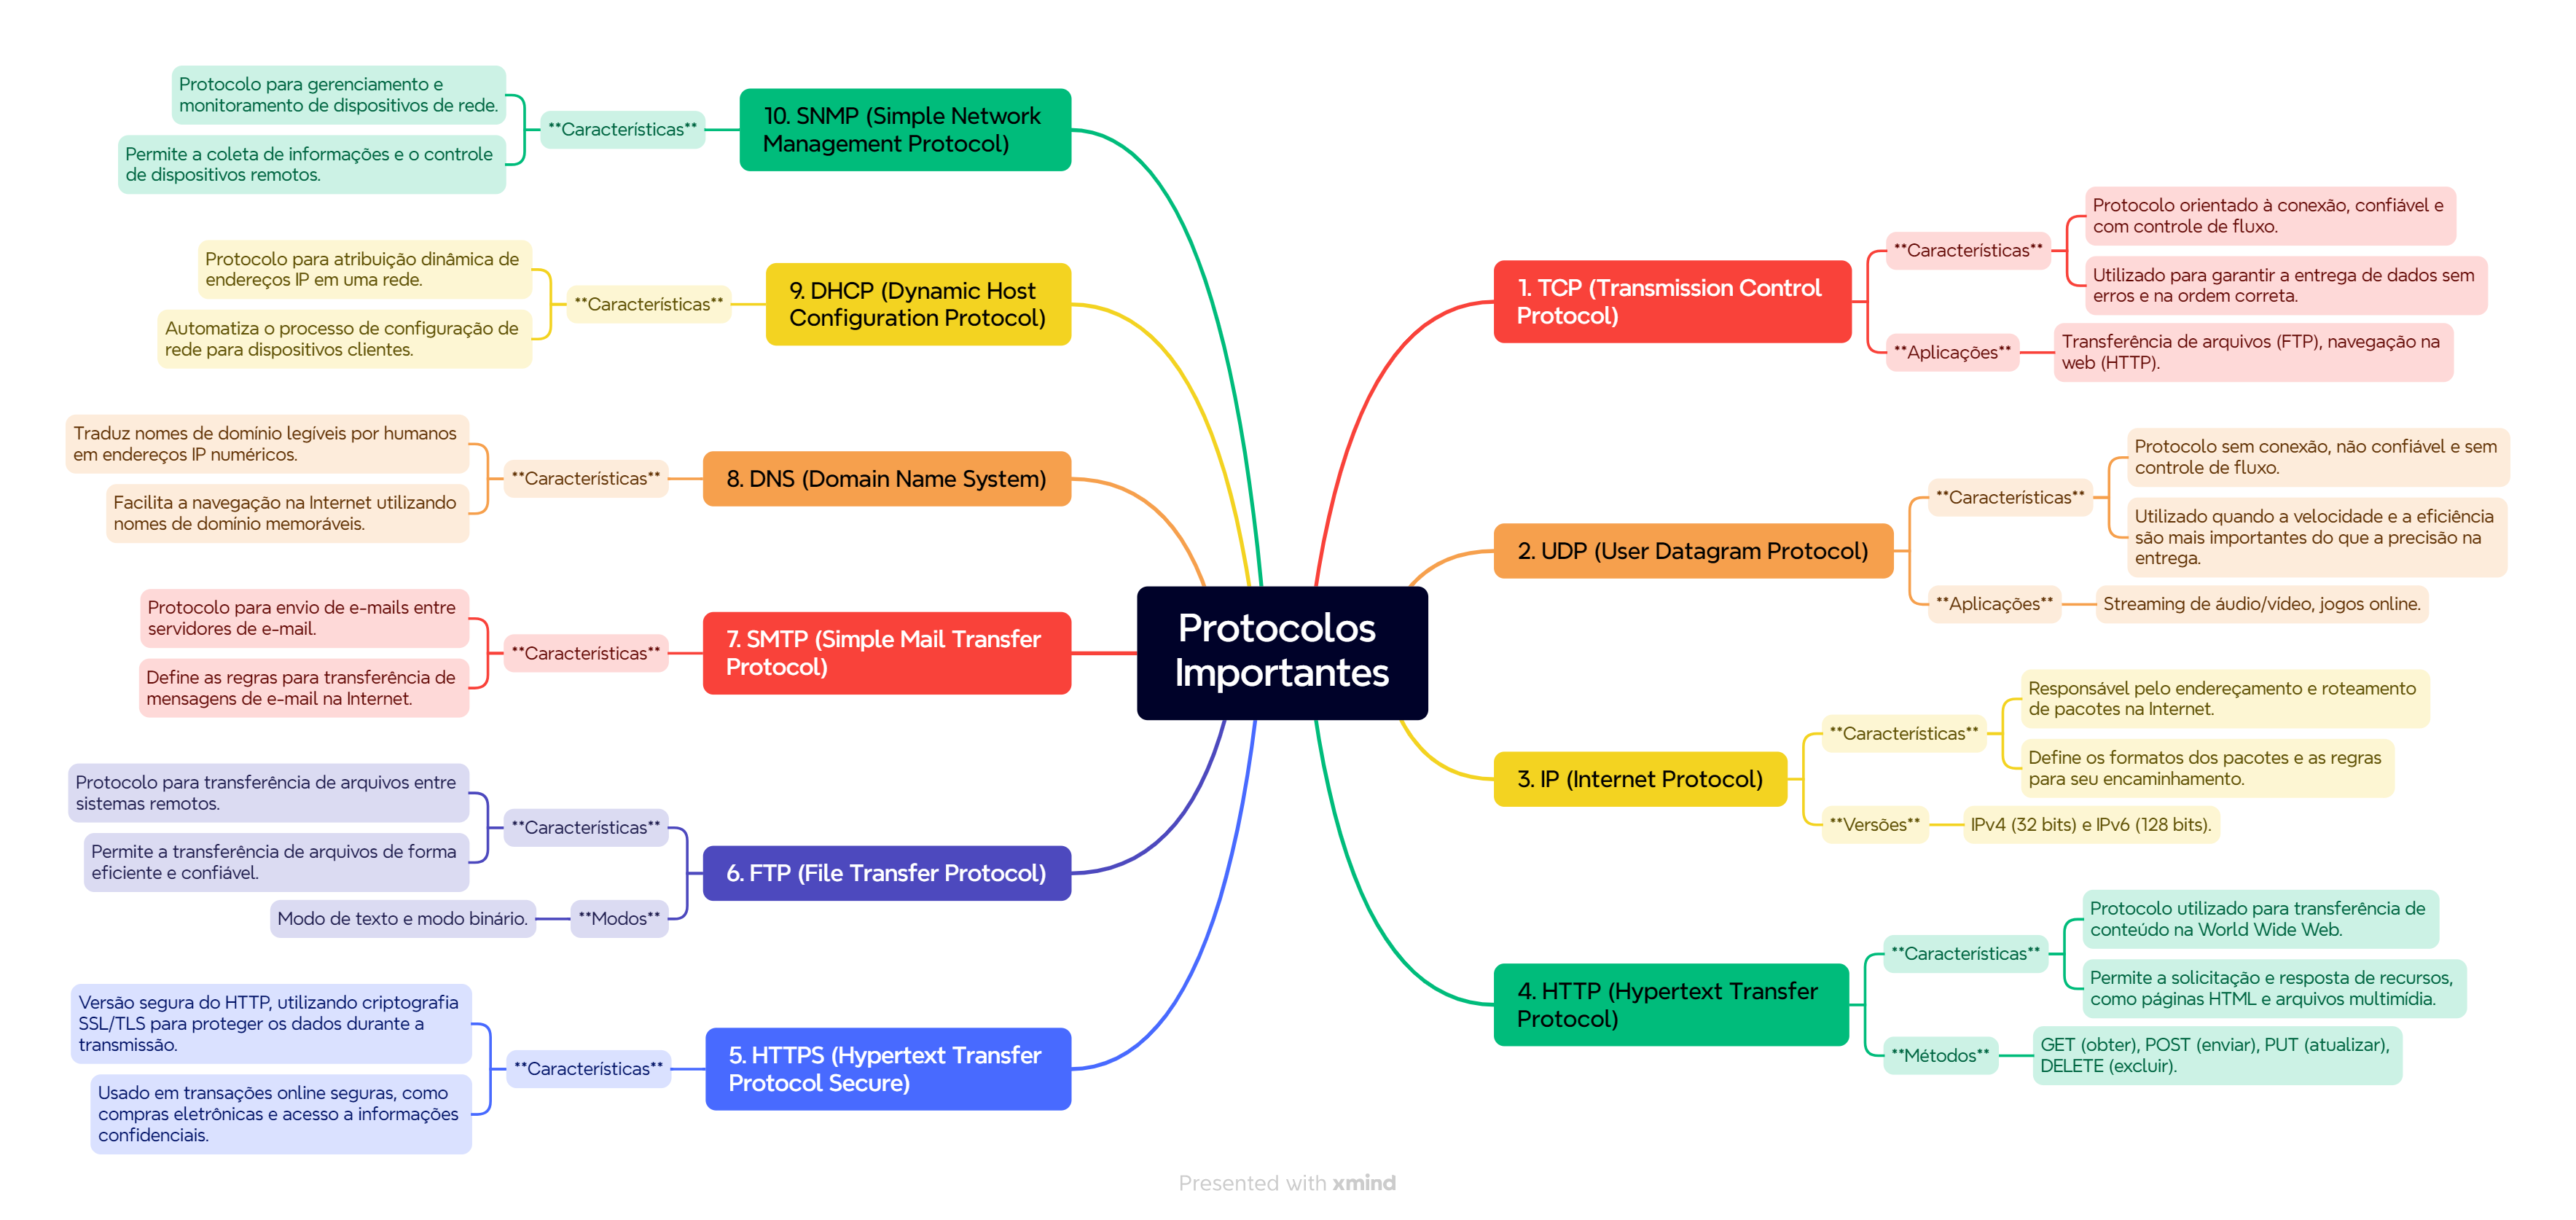 Protocolos
Importantes
1. TCP (Transmission Control
Protocol)
**Características**
Protocolo orientado à conexão, confiável e
com controle de fluxo.
Utilizado para garantir a entrega de dados sem
erros e na ordem correta.
**Aplicações**
Transferência de arquivos (FTP), navegação na
web (HTTP).
2. UDP (User Datagram Protocol)
**Características**
Protocolo sem conexão, não confiável e sem
controle de fluxo.
Utilizado quando a velocidade e a eficiência
são mais importantes do que a precisão na
entrega.
**Aplicações**
Streaming de áudio/vídeo, jogos online.
3. IP (Internet Protocol)
**Características**
Responsável pelo endereçamento e roteamento
de pacotes na Internet.
Define os formatos dos pacotes e as regras
para seu encaminhamento.
**Versões**
IPv4 (32 bits) e IPv6 (128 bits).
4. HTTP (Hypertext Transfer
Protocol)
**Características**
Protocolo utilizado para transferência de
conteúdo na World Wide Web.
Permite a solicitação e resposta de recursos,
como páginas HTML e arquivos multimídia.
**Métodos**
GET (obter), POST (enviar), PUT (atualizar),
DELETE (excluir).
5. HTTPS (Hypertext Transfer
Protocol Secure)
**Características**
Versão segura do HTTP, utilizando criptografia
SSL/TLS para proteger os dados durante a
transmissão.
Usado em transações online seguras, como
compras eletrônicas e acesso a informações
confidenciais.
6. FTP (File Transfer Protocol)
**Características**
Protocolo para transferência de arquivos entre
sistemas remotos.
Permite a transferência de arquivos de forma
eficiente e confiável.
**Modos**
Modo de texto e modo binário.
7. SMTP (Simple Mail Transfer
Protocol)
**Características**
Protocolo para envio de e-mails entre
servidores de e-mail.
Define as regras para transferência de
mensagens de e-mail na Internet.
8. DNS (Domain Name System)
**Características**
Traduz nomes de domínio legíveis por humanos
em endereços IP numéricos.
Facilita a navegação na Internet utilizando
nomes de domínio memoráveis.
9. DHCP (Dynamic Host
Configuration Protocol)
**Características**
Protocolo para atribuição dinâmica de
endereços IP em uma rede.
Automatiza o processo de configuração de
rede para dispositivos clientes.
10. SNMP (Simple Network
Management Protocol)
**Características**
Protocolo para gerenciamento e
monitoramento de dispositivos de rede.
Permite a coleta de informações e o controle
de dispositivos remotos.
Presented with xmind